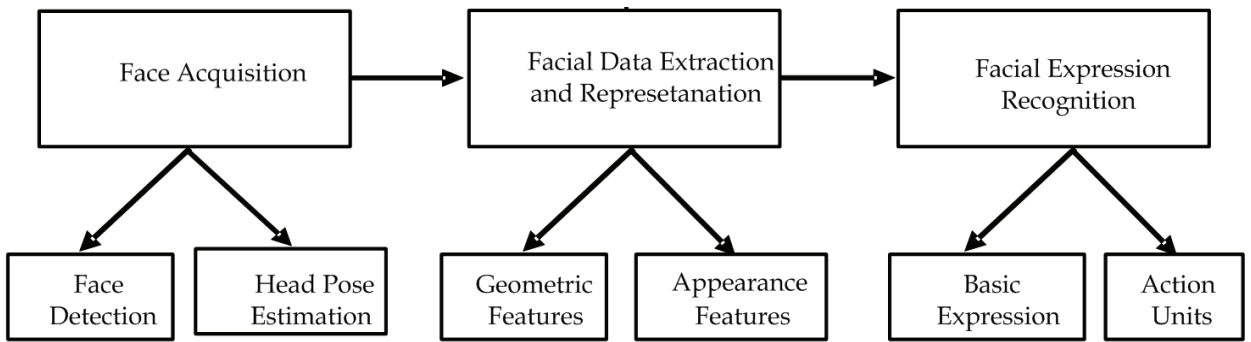 Face Acquisition
Facial Data Extraction
and Represetanation
Facial Expression
Recognition
Face
Detection
Head Pose
Estimation
Geometric
Features
Appearance
Features
Basic
Expression
Action
Units